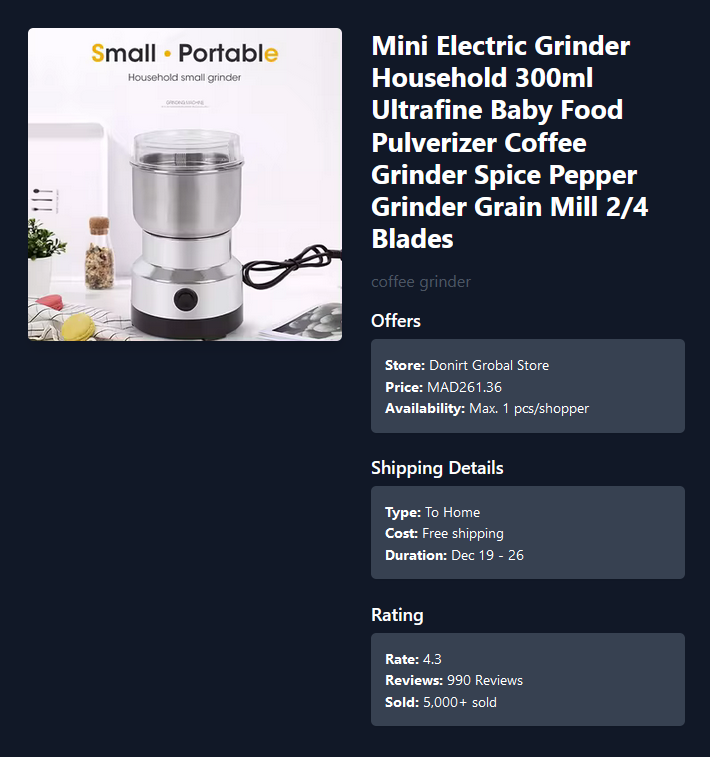 Small • Portable
Household small grinder
GRINDING MACHINE
Mini Electric Grinder
Household 300ml
Ultrafine Baby Food
Pulverizer Coffee
Grinder Spice Pepper
Grinder Grain Mill 2/4
Blades
coffee grinder
Offers
Store: Donirt Grobal Store
Price: MAD261.36
Availability: Max. 1 pcs/shopper
Shipping Details
Type: To Home
Cost: Free shipping
Duration: Dec 19 - 26
Rating
Rate: 4.3
Reviews: 990 Reviews
Sold: 5,000+ sold